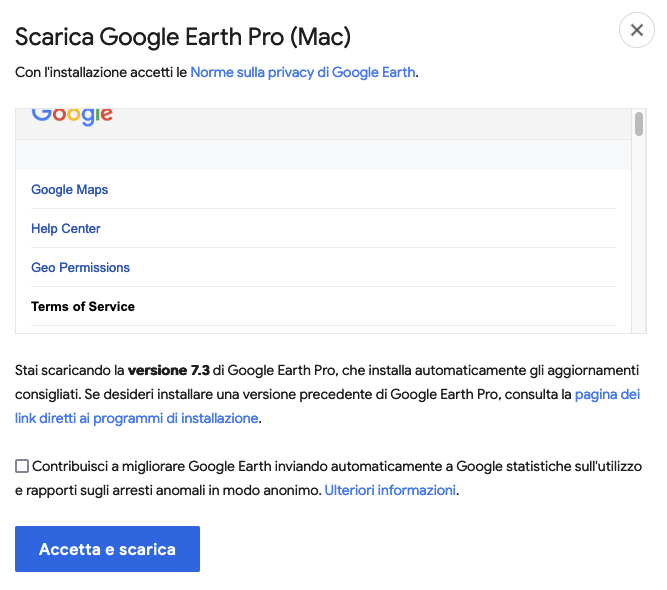 Scarica Google Earth Pro (Mac)
Con l'installazione accetti le Norme sulla privacy di Google Earth.
Google
Google Maps
Help Center
Geo Permissions
Terms of Service
Stai scaricando la versione 7.3 di Google Earth Pro, che installa automaticamente gli aggiornamenti
consigliati. Se desideri installare una versione precedente di Google Earth Pro, consulta la pagina dei
link diretti ai programmi di installazione.
Contribuisci a migliorare Google Earth inviando automaticamente a Google statistiche sull'utilizzo
e rapporti sugli arresti anomali in modo anonimo. Ulteriori informazioni.
Accetta e scarica